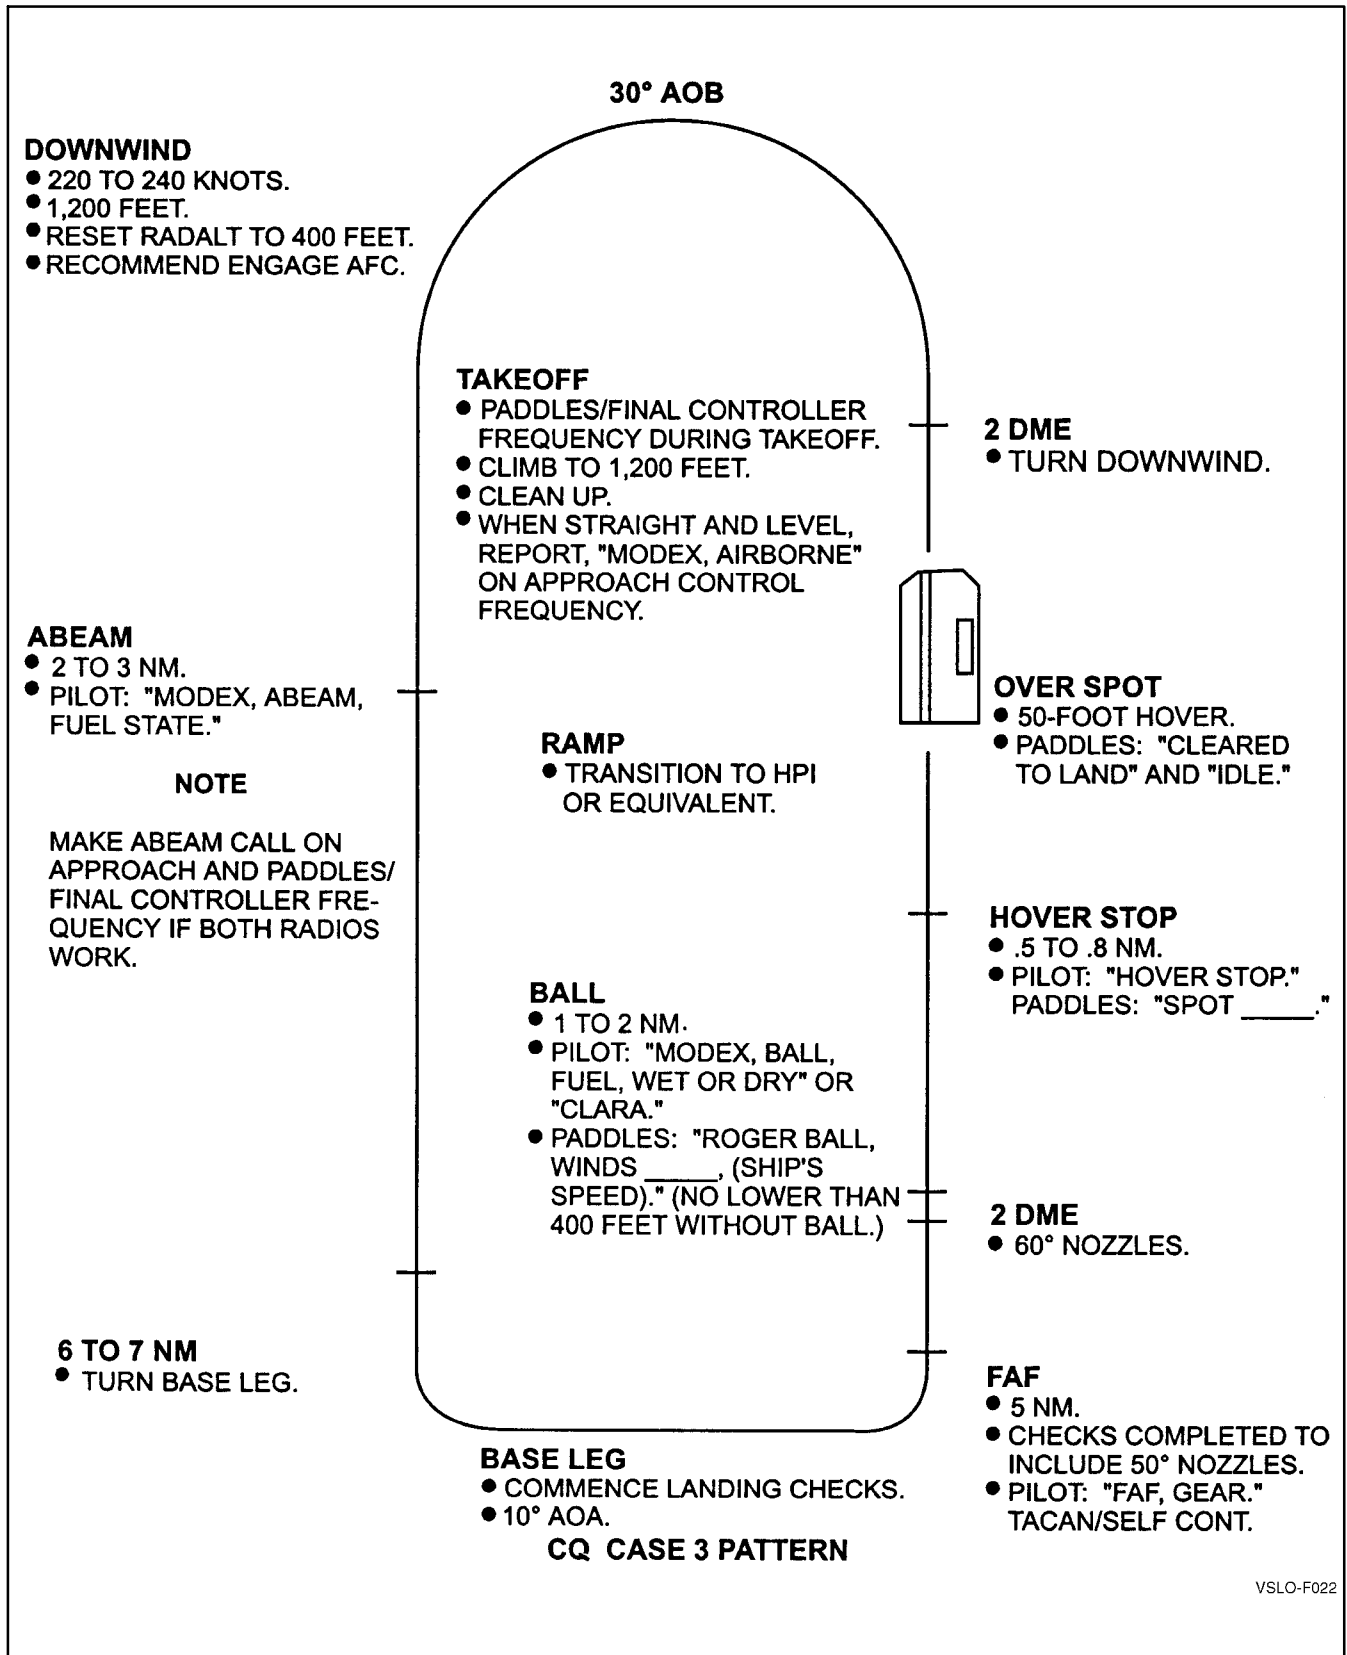 30° AOB
DOWNWIND
● 220 TO 240 KNOTS.
● 1,200 FEET.
● RESET RADALT TO 400 FEET.
● RECOMMEND ENGAGE AFC.
TAKEOFF
● PADDLES/FINAL CONTROLLER
FREQUENCY DURING TAKEOFF.
● CLIMB TO 1,200 FEET.
● CLEAN UP.
● WHEN STRAIGHT AND LEVEL,
REPORT, "MODEX, AIRBORNE"
ON APPROACH CONTROL
FREQUENCY.
2 DME
● TURN DOWNWIND.
ABEAM
● 2 TO 3 NM.
● PILOT: "MODEX, ABEAM,
FUEL STATE."
NOTE
MAKE ABEAM CALL ON
APPROACH AND PADDLES/
FINAL CONTROLLER FRE-
QUENCY IF BOTH RADIOS
WORK.
OVER SPOT
● 50-FOOT HOVER.
● PADDLES: "CLEARED
TO LAND" AND "IDLE."
RAMP
● TRANSITION TO HPI
OR EQUIVALENT.
HOVER STOP
● .5 TO .8 NM.
● PILOT: "HOVER STOP."
PADDLES: "SPOT _____."
BALL
● 1 TO 2 NM.
● PILOT: "MODEX, BALL,
FUEL, WET OR DRY" OR
"CLARA."
● PADDLES: "ROGER BALL,
WINDS _____, (SHIP'S
SPEED)." (NO LOWER THAN
400 FEET WITHOUT BALL.)
2 DME
● 60° NOZZLES.
6 TO 7 NM
● TURN BASE LEG.
FAF
● 5 NM.
● CHECKS COMPLETED TO
INCLUDE 50° NOZZLES.
● PILOT: "FAF, GEAR."
TACAN/SELF CONT.
BASE LEG
● COMMENCE LANDING CHECKS.
● 10° AOA.
CQ CASE 3 PATTERN
VSLO-F022